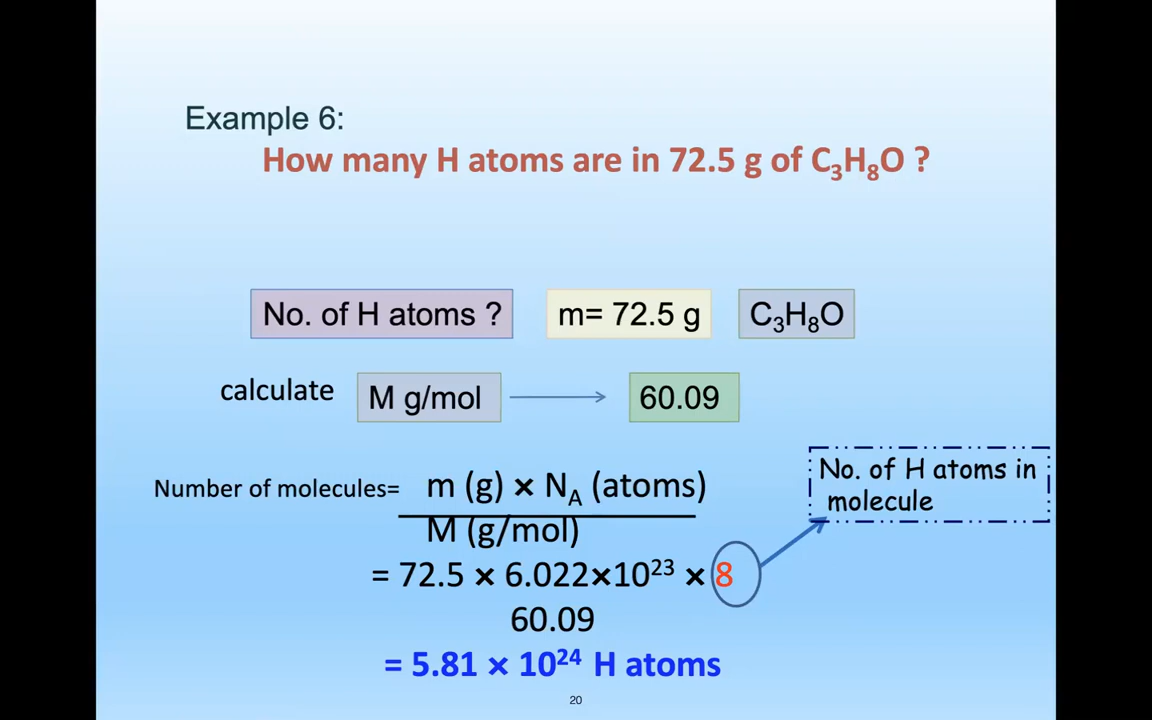 Example 6:
How many H atoms are in 72.5 g of C₃H₈O ?
No. of H atoms ? m= 72.5 g C₃H₈O
calculate M g/mol 60.09
No. of H atoms in
molecule
Number of molecules= m (g) × N_A (atoms)
M (g/mol)
= 72.5 × 6.022×10²³ × 8
60.09
= 5.81 × 10²⁴ H atoms
20